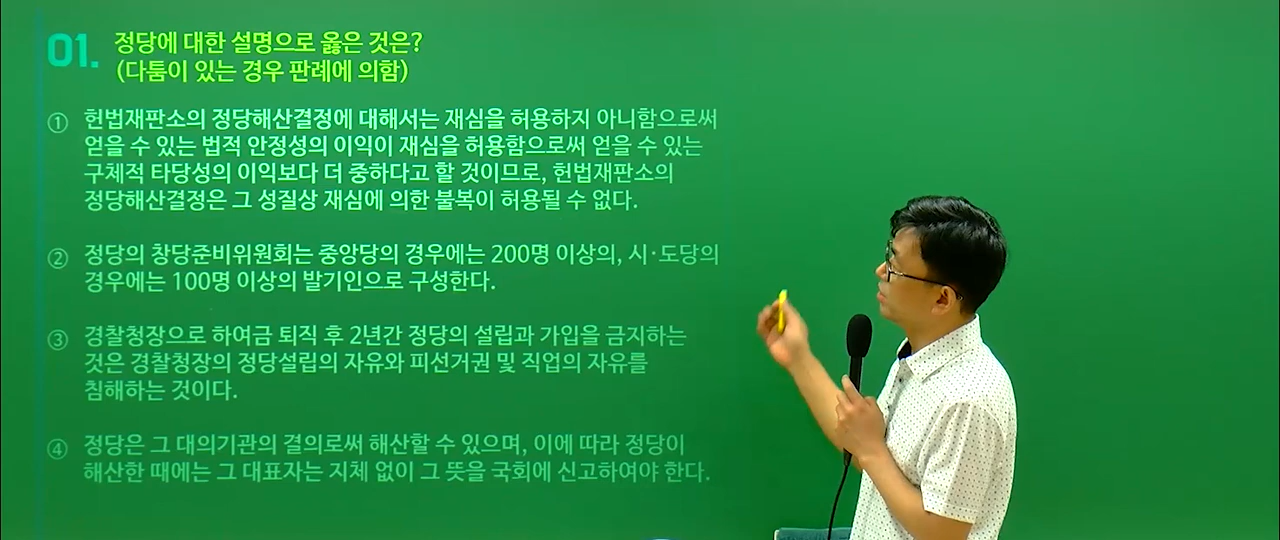 01. 정당에 대한 설명으로 옳은 것은?
(다툼이 있는 경우 판례에 의함)
① 헌법재판소의 정당해산결정에 대해서는 재심을 허용하지 아니함으로써
얻을 수 있는 법적 안정성의 이익이 재심을 허용함으로써 얻을 수 있는
구체적 타당성의 이익보다 더 중하다고 할 것이므로, 헌법재판소의
정당해산결정은 그 성질상 재심에 의한 불복이 허용될 수 없다.
② 정당의 창당준비위원회는 중앙당의 경우에는 200명 이상의, 시·도당의
경우에는 100명 이상의 발기인으로 구성한다.
③ 경찰청장으로 하여금 퇴직 후 2년간 정당의 설립과 가입을 금지하는
것은 경찰청장의 정당설립의 자유와 피선거권 및 직업의 자유를
침해하는 것이다.
④ 정당은 그 대의기관의 결의로써 해산할 수 있으며, 이에 따라 정당이
해산한 때에는 그 대표자는 지체 없이 그 뜻을 국회에 신고하여야 한다.